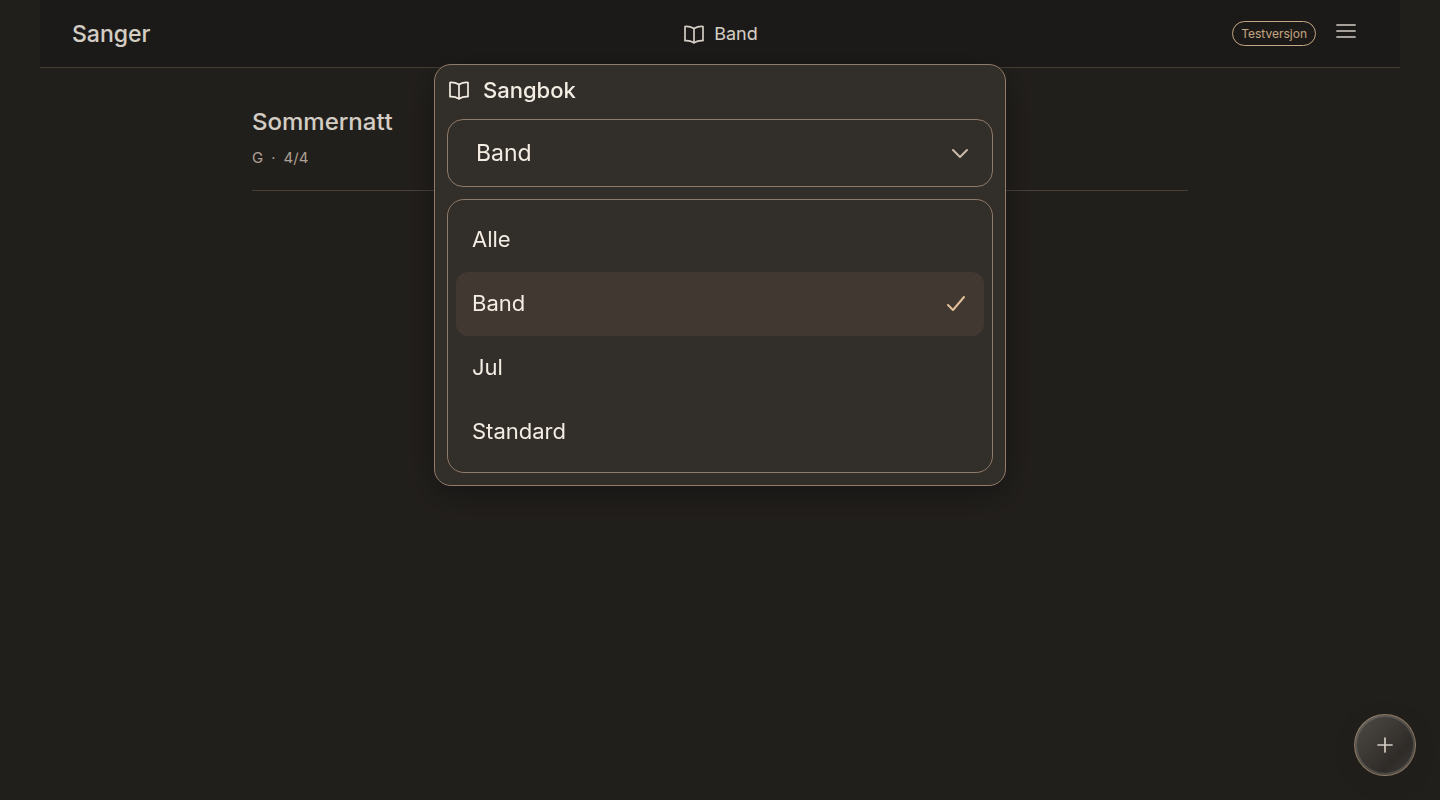 Sanger
Band
Testversjon
Sangbok
Sommernatt
G · 4/4
Band
Alle
Band
Jul
Standard